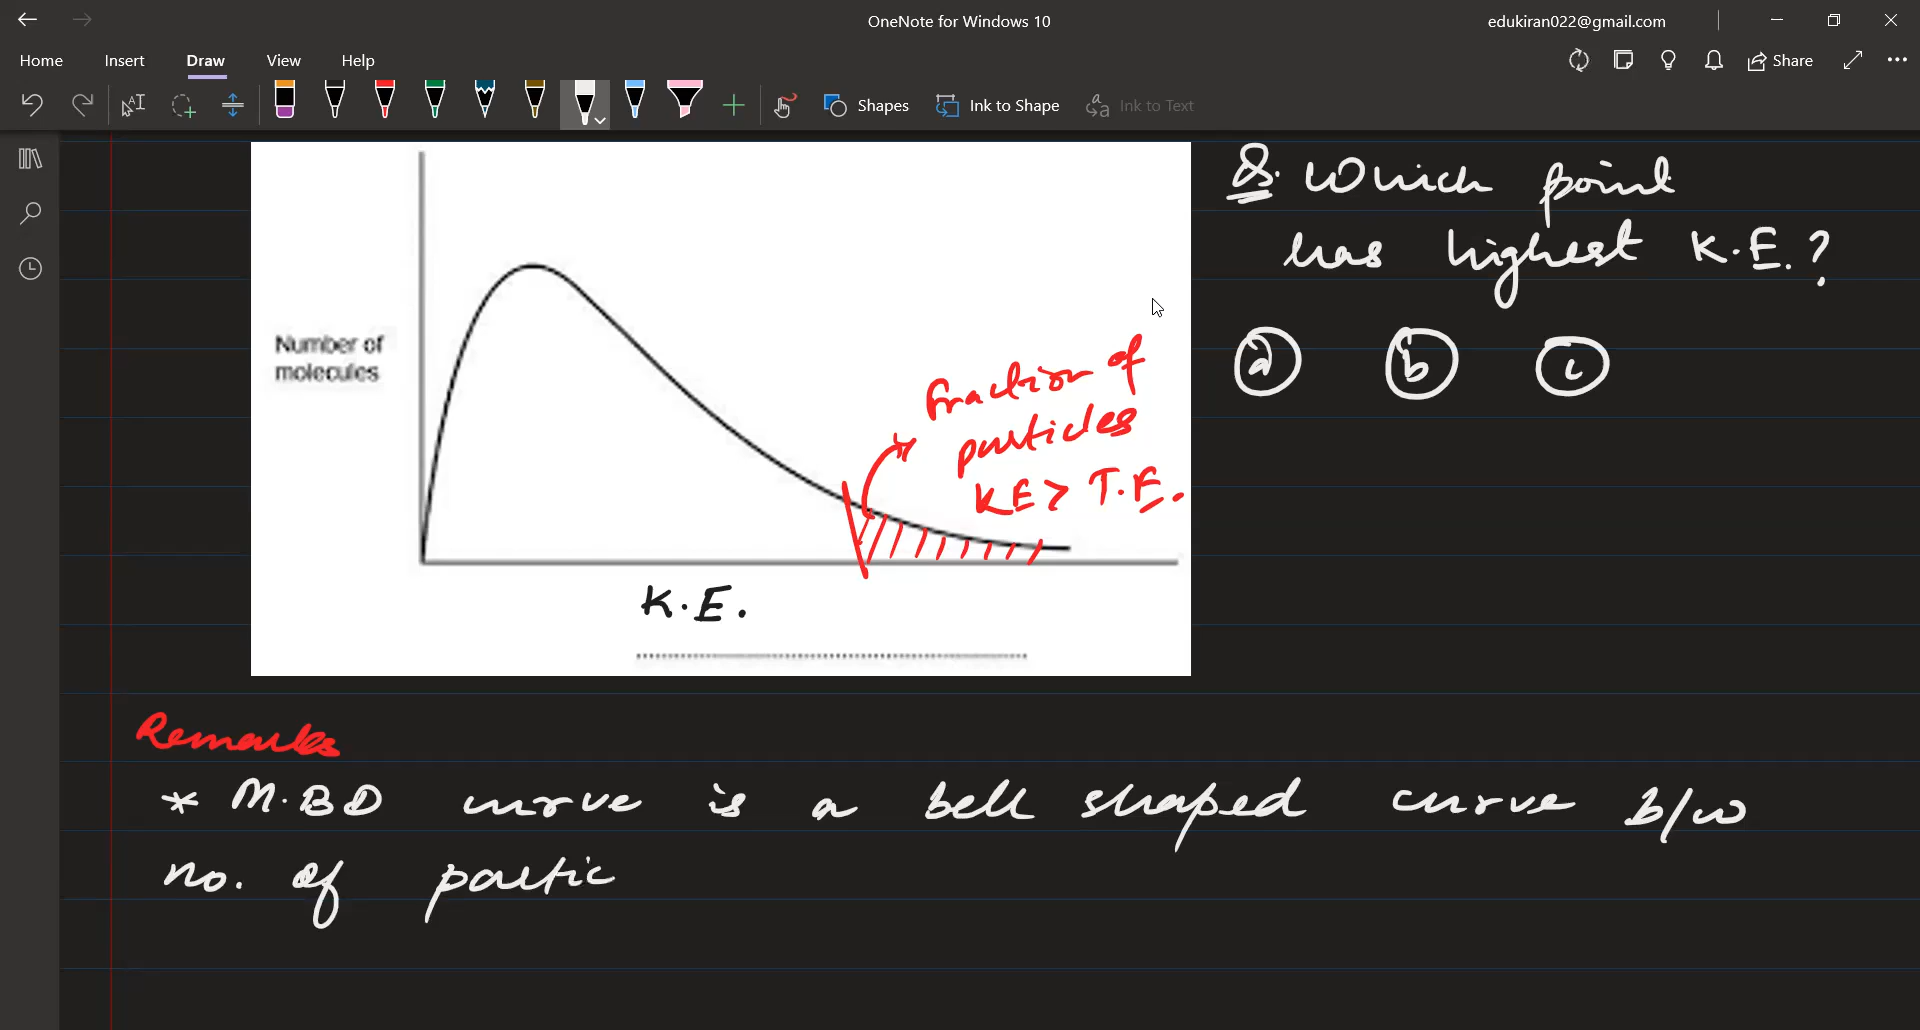 OneNote for Windows 10
edukiran022@gmail.com
Home Insert Draw View Help
Share
Shapes
Ink to Shape
Ink to Text
Number of
molecules
fraction of
particles
KE > T.E.
K.E.
Q. Which point
has highest K.E.?
a b c
Remarks
* M.BD curve is a bell shaped curve b/w
no. of partic